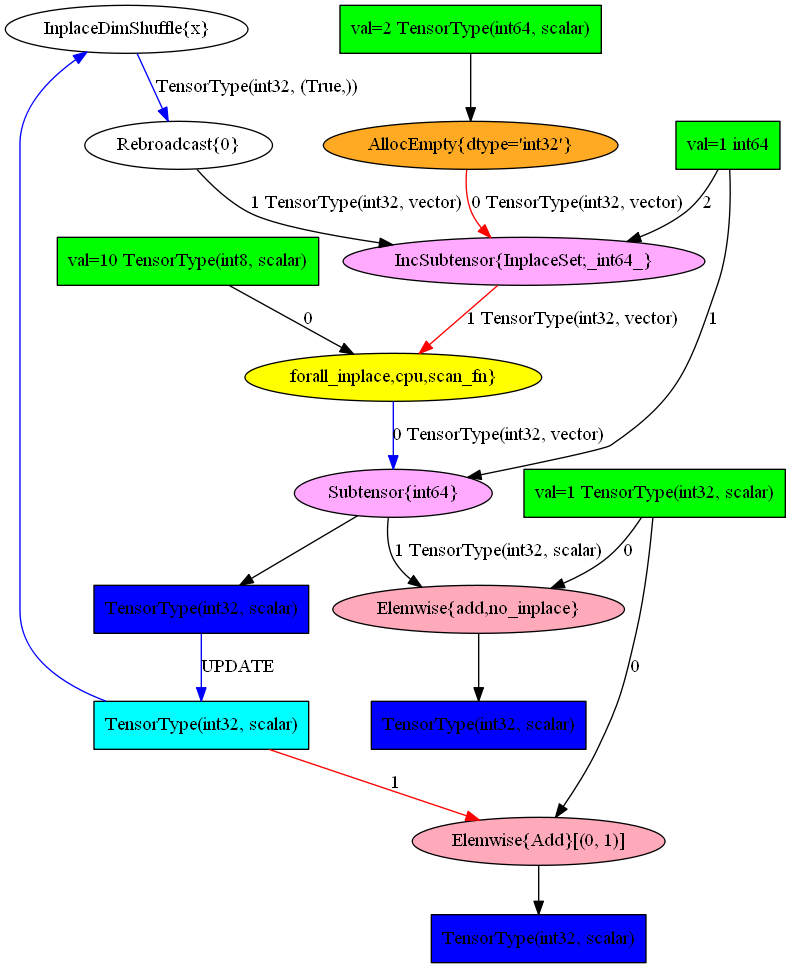 InplaceDimShuffle{x}
val=2 TensorType(int64, scalar)
TensorType(int32, (True,))
Rebroadcast{0}
AllocEmpty{dtype='int32'}
val=1 int64
1 TensorType(int32, vector)
0 TensorType(int32, vector)
2
val=10 TensorType(int8, scalar)
IncSubtensor{InplaceSet;_int64_}
0
1 TensorType(int32, vector)
1
forall_inplace,cpu,scan_fn}
0 TensorType(int32, vector)
Subtensor{int64}
val=1 TensorType(int32, scalar)
1 TensorType(int32, scalar)
0
TensorType(int32, scalar)
Elemwise{add,no_inplace}
UPDATE
0
TensorType(int32, scalar)
TensorType(int32, scalar)
1
Elemwise{Add}[(0, 1)]
TensorType(int32, scalar)